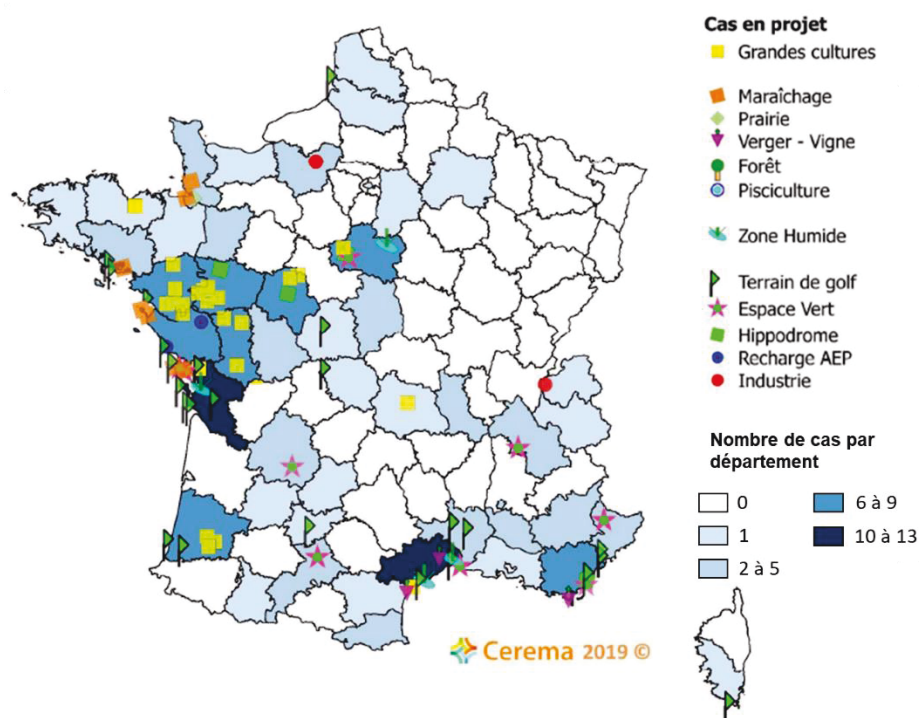 Cas en projet
Grandes cultures
Maraîchage
Prairie
Verger - Vigne
Forêt
Pisciculture
Zone Humide
Terrain de golf
Espace Vert
Hippodrome
Recharge AEP
Industrie
Nombre de cas par
département
0
6 à 9
1
10 à 13
2 à 5
Cerema 2019 ©